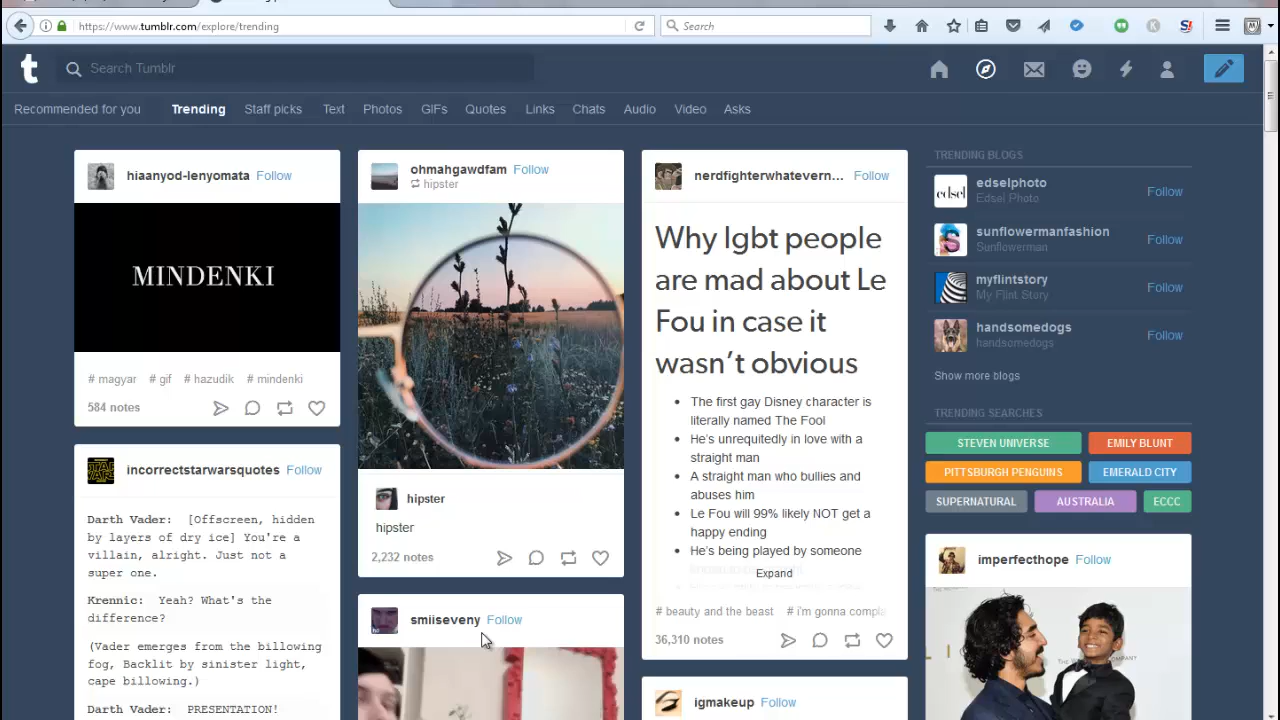 https://www.tumblr.com/explore/trending
Search
t
Search Tumblr
Recommended for you
Trending
Staff picks
Text
Photos
GIFs
Quotes
Links
Chats
Audio
Video
Asks
hiaanyod-lenyomata Follow
MINDENKI
# magyar # gif # hazudik # mindenki
584 notes
incorrectstarwarsquotes Follow
Darth Vader: [Offscreen, hidden
by layers of dry ice] You're a
villain, alright. Just not a
super one.
Krennic: Yeah? What's the
difference?
(Vader emerges from the billowing
fog, Backlit by sinister light,
cape billowing.)
Darth Vader: PRESENTATION!
ohmahgawdfam Follow
hipster
hipster
hipster
2,232 notes
smiiseveny Follow
nerdfighterwhatevern... Follow
Why lgbt people
are mad about Le
Fou in case it
wasn't obvious
The first gay Disney character is
literally named The Fool
He's unrequitedly in love with a
straight man
A straight man who bullies and
abuses him
Le Fou will 99% likely NOT get a
happy ending
He's being played by someone
Expand
# beauty and the beast # i'm gonna compla
36,310 notes
igmakeup Follow
TRENDING BLOGS
edsel
edselphoto
Edsel Photo
Follow
sunflowermanfashion
Sunflowerman
Follow
myflintstory
My Flint Story
Follow
handsomedogs
handsomedogs
Follow
Show more blogs
TRENDING SEARCHES
STEVEN UNIVERSE
EMILY BLUNT
PITTSBURGH PENGUINS
EMERALD CITY
SUPERNATURAL
AUSTRALIA
ECCC
imperfecthope Follow